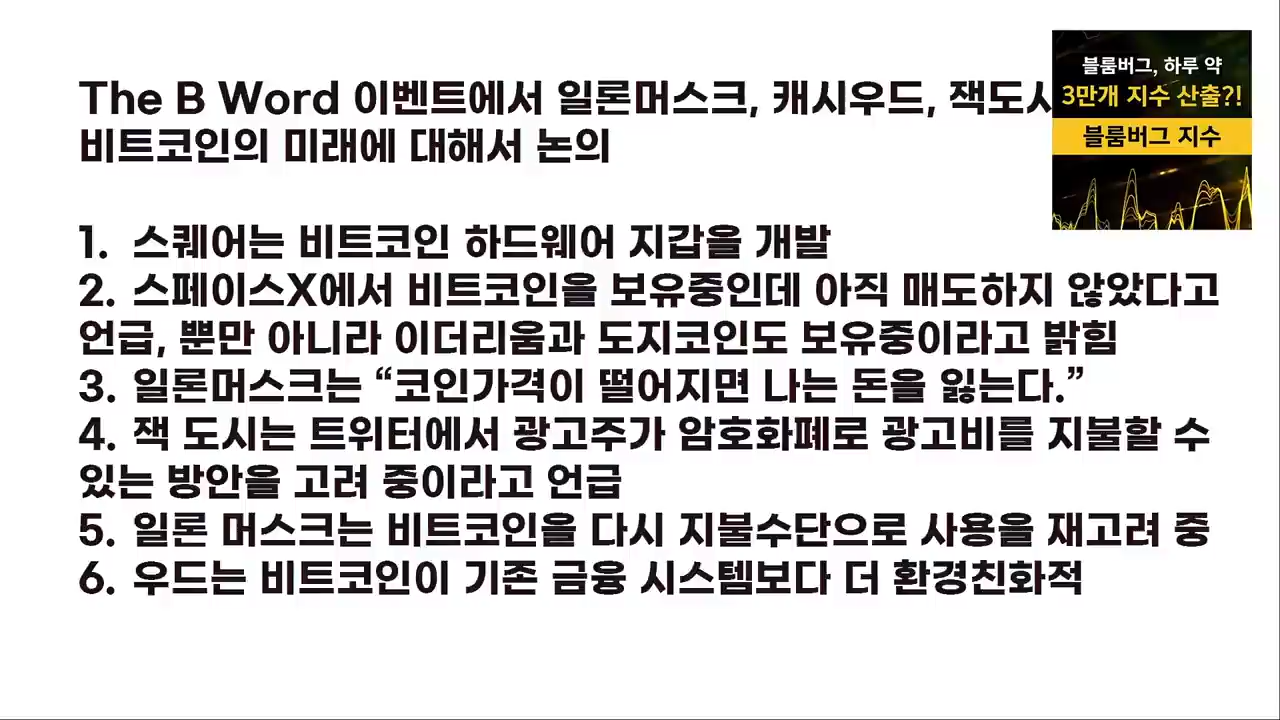 The B Word 이벤트에서 일론머스크, 캐시우드, 잭도시
비트코인의 미래에 대해서 논의
블룸버그, 하루 약
3만개 지수 산출?!
블룸버그 지수
1. 스퀘어는 비트코인 하드웨어 지갑을 개발
2. 스페이스X에서 비트코인을 보유중인데 아직 매도하지 않았다고
언급, 뿐만 아니라 이더리움과 도지코인도 보유중이라고 밝힘
3. 일론머스크는 “코인가격이 떨어지면 나는 돈을 잃는다.”
4. 잭 도시는 트위터에서 광고주가 암호화폐로 광고비를 지불할 수
있는 방안을 고려 중이라고 언급
5. 일론 머스크는 비트코인을 다시 지불수단으로 사용을 재고려 중
6. 우드는 비트코인이 기존 금융 시스템보다 더 환경친화적